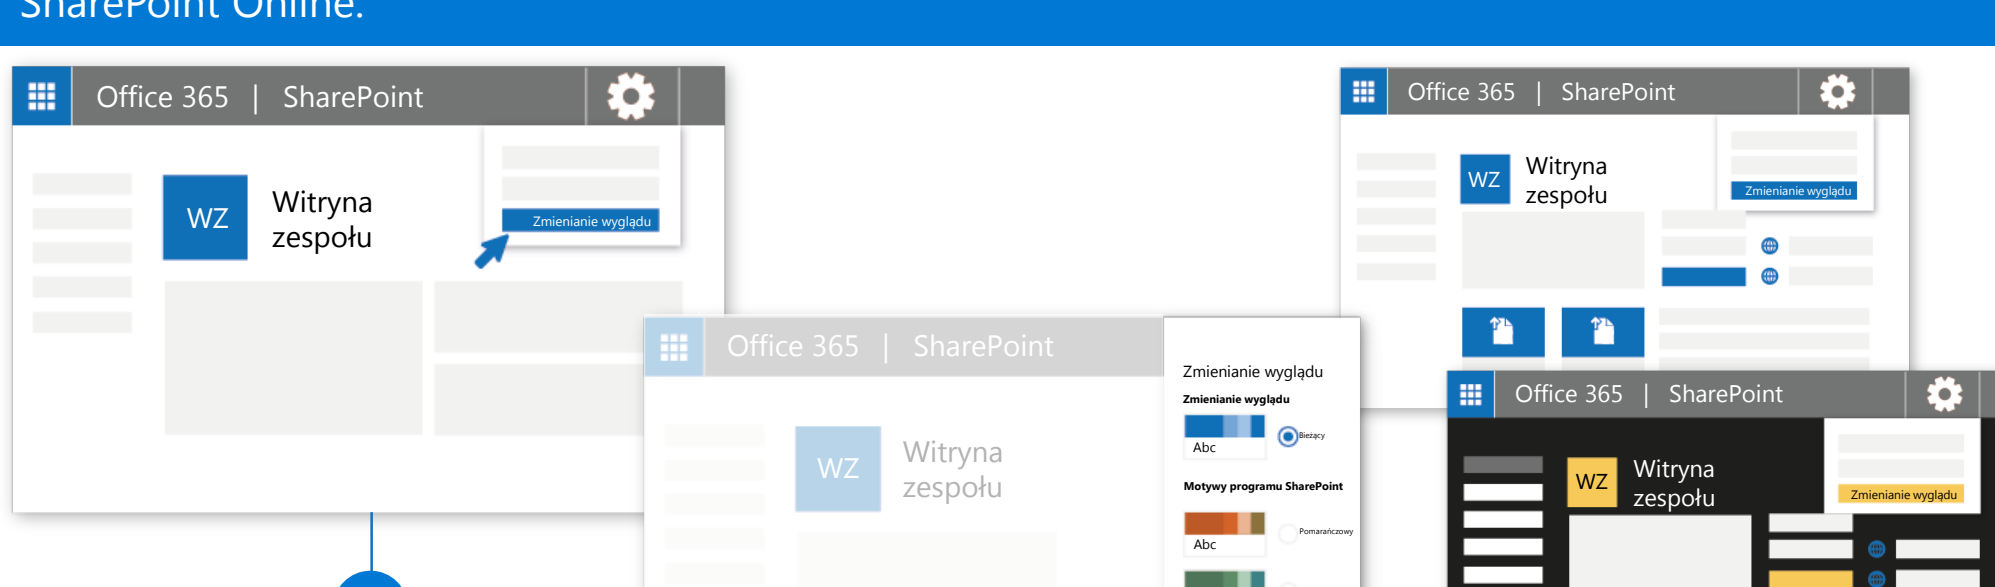 SharePoint Online.
Office 365 | SharePoint
WZ
Witryna
zespołu
Zmienianie wyglądu
Office 365 | SharePoint
WZ
Witryna
zespołu
Zmienianie wyglądu
Zmienianie wyglądu
Abc
Bieżący
Motywy programu SharePoint
Abc
Pomarańczowy
Office 365 | SharePoint
WZ
Witryna
zespołu
Zmienianie wyglądu
Office 365 | SharePoint
WZ
Witryna
zespołu
Zmienianie wyglądu